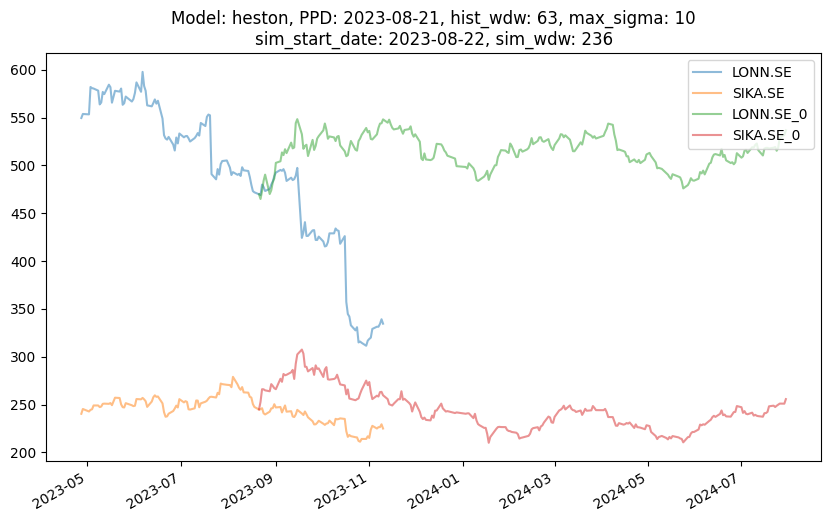 Model: heston, PPD: 2023-08-21, hist_wdw: 63, max_sigma: 10
sim_start_date: 2023-08-22, sim_wdw: 236
LONN.SE
SIKA.SE
LONN.SE_0
SIKA.SE_0
600
550
500
450
400
350
300
250
200
2023-05
2023-07
2023-09
2023-11
2024-01
2024-03
2024-05
2024-07